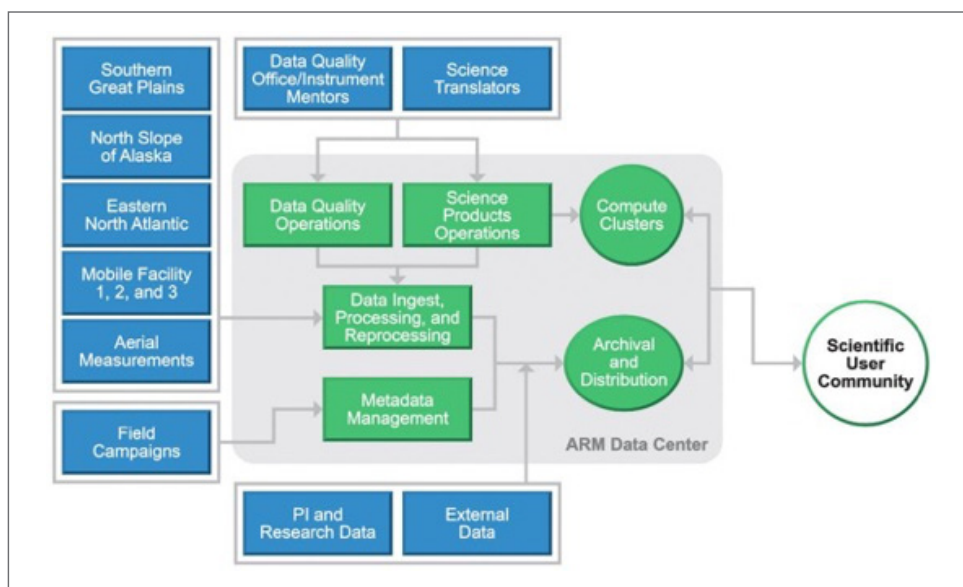 Southern
Great Plains
North Slope
of Alaska
Eastern
North Atlantic
Mobile Facility
1, 2, and 3
Aerial
Measurements
Field
Campaigns
Data Quality
Office/Instrument
Mentors
Science
Translators
Data Quality
Operations
Science
Products
Operations
Compute
Clusters
Data Ingest,
Processing, and
Reprocessing
Archival
and
Distribution
Metadata
Management
ARM Data Center
PI and
Research Data
External
Data
Scientific
User
Community